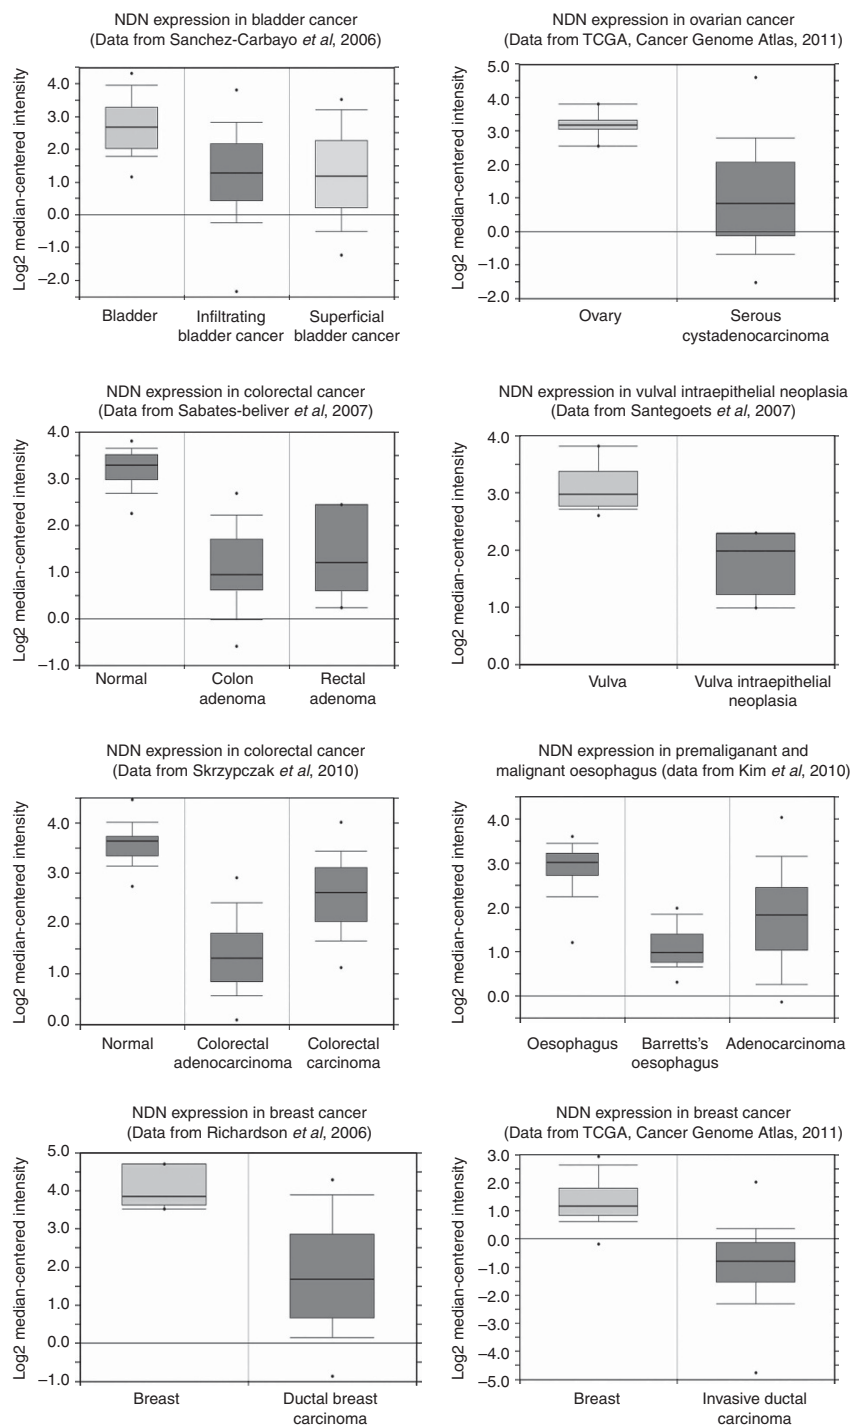 NDN expression in bladder cancer
(Data from Sanchez-Carbayo et al, 2006)
Log2 median-centered intensity
4.0
3.0
2.0
1.0
0.0
–1.0
–2.0
Bladder
Infiltrating
bladder cancer
Superficial
bladder cancer
NDN expression in ovarian cancer
(Data from TCGA, Cancer Genome Atlas, 2011)
Log2 median-centered intensity
5.0
4.0
3.0
2.0
1.0
0.0
–1.0
–2.0
Ovary
Serous
cystadenocarcinoma
NDN expression in colorectal cancer
(Data from Sabates-beliver et al, 2007)
Log2 median-centered intensity
4.0
3.0
2.0
1.0
0.0
–1.0
Normal
Colon
adenoma
Rectal
adenoma
NDN expression in vulval intraepithelial neoplasia
(Data from Santegoets et al, 2007)
Log2 median-centered intensity
4.0
3.0
2.0
1.0
0.0
Vulva
Vulva intraepithelial
neoplasia
NDN expression in colorectal cancer
(Data from Skrzypczak et al, 2010)
Log2 median-centered intensity
4.0
3.0
2.0
1.0
0.0
Normal
Colorectal
adenocarcinoma
Colorectal
carcinoma
NDN expression in premaliganant and
malignant oesophagus (data from Kim et al, 2010)
Log2 median-centered intensity
4.0
3.0
2.0
1.0
0.0
Oesophagus
Barretts's
oesophagus
Adenocarcinoma
NDN expression in breast cancer
(Data from Richardson et al, 2006)
Log2 median-centered intensity
5.0
4.0
3.0
2.0
1.0
0.0
–1.0
Breast
Ductal breast
carcinoma
NDN expression in breast cancer
(Data from TCGA, Cancer Genome Atlas, 2011)
Log2 median-centered intensity
3.0
2.0
1.0
0.0
–1.0
–2.0
–3.0
–4.0
–5.0
Breast
Invasive ductal
carcinoma